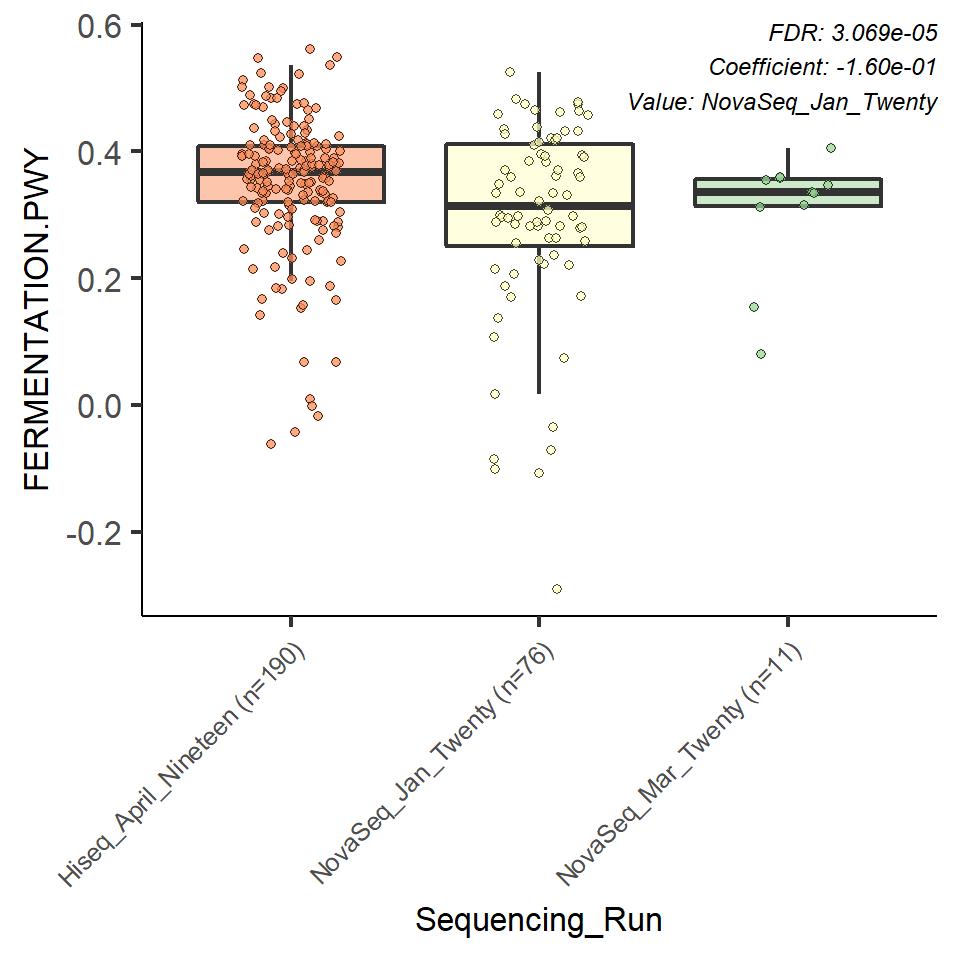 FDR: 3.069e-05
Coefficient: -1.60e-01
Value: NovaSeq_Jan_Twenty
FERMENTATION.PWY
0.6
0.4
0.2
0.0
-0.2
Hiseq_April_Nineteen (n=190)
NovaSeq_Jan_Twenty (n=76)
NovaSeq_Mar_Twenty (n=11)
Sequencing_Run